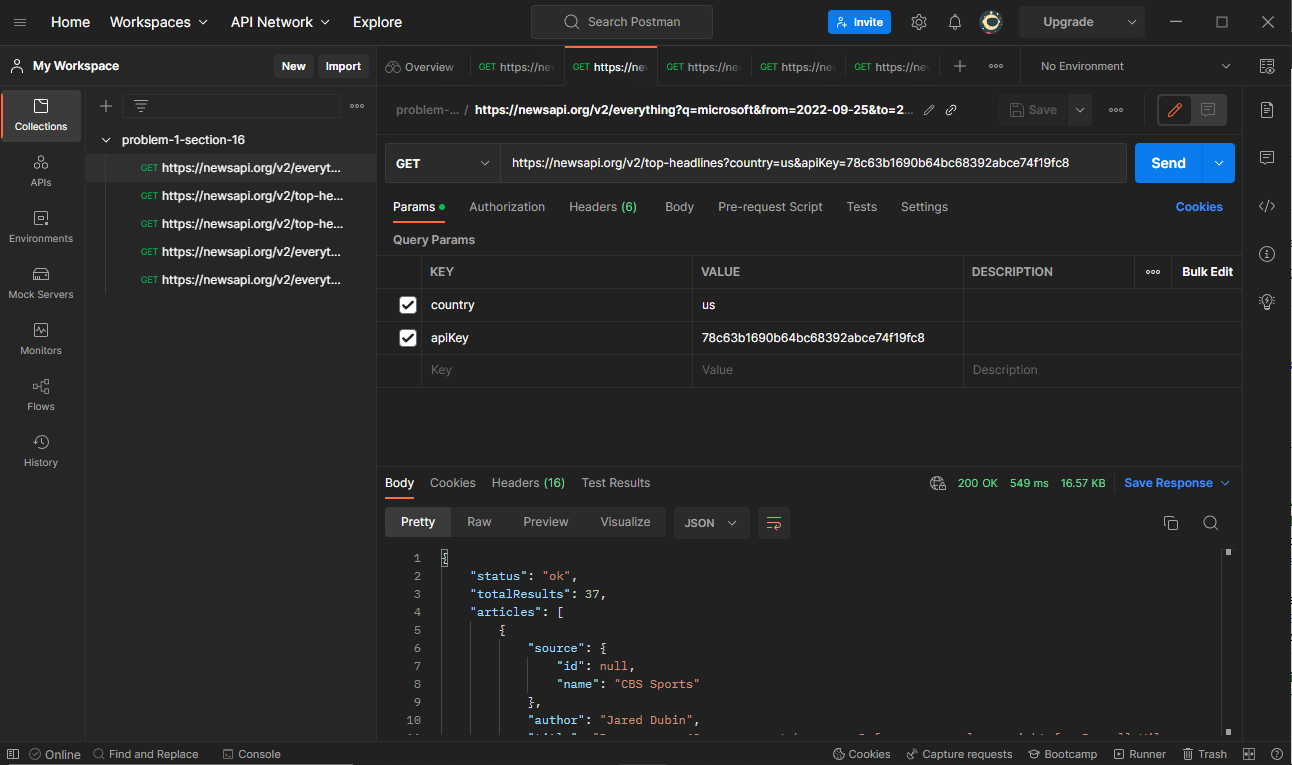 Home Workspaces API Network Explore Search Postman Invite Upgrade
My Workspace New Import Overview GET https://nev GET https://nev GET https://nev GET https://nev GET https://nev No Environment
Collections
APIs
Environments
Mock Servers
Monitors
Flows
History
problem-1-section-16
GET https://newsapi.org/v2/everyt...
GET https://newsapi.org/v2/top-he...
GET https://newsapi.org/v2/top-he...
GET https://newsapi.org/v2/everyt...
GET https://newsapi.org/v2/everyt...
problem-... / https://newsapi.org/v2/everything?q=microsoft&from=2022-09-25&to=2... Save
GET https://newsapi.org/v2/top-headlines?country=us&apiKey=78c63b1690b64bc68392abce74f19fc8 Send
Params Authorization Headers (6) Body Pre-request Script Tests Settings Cookies
Query Params
KEY VALUE DESCRIPTION Bulk Edit
country us
apiKey 78c63b1690b64bc68392abce74f19fc8
Key Value Description
Body Cookies Headers (16) Test Results 200 OK 549 ms 16.57 KB Save Response
Pretty Raw Preview Visualize JSON
1 {
2 "status": "ok",
3 "totalResults": 37,
4 "articles": [
5 {
6 "source": {
7 "id": null,
8 "name": "CBS Sports"
9 },
10 "author": "Jared Dubin",
Online Find and Replace Console Cookies Capture requests Bootcamp Runner Trash